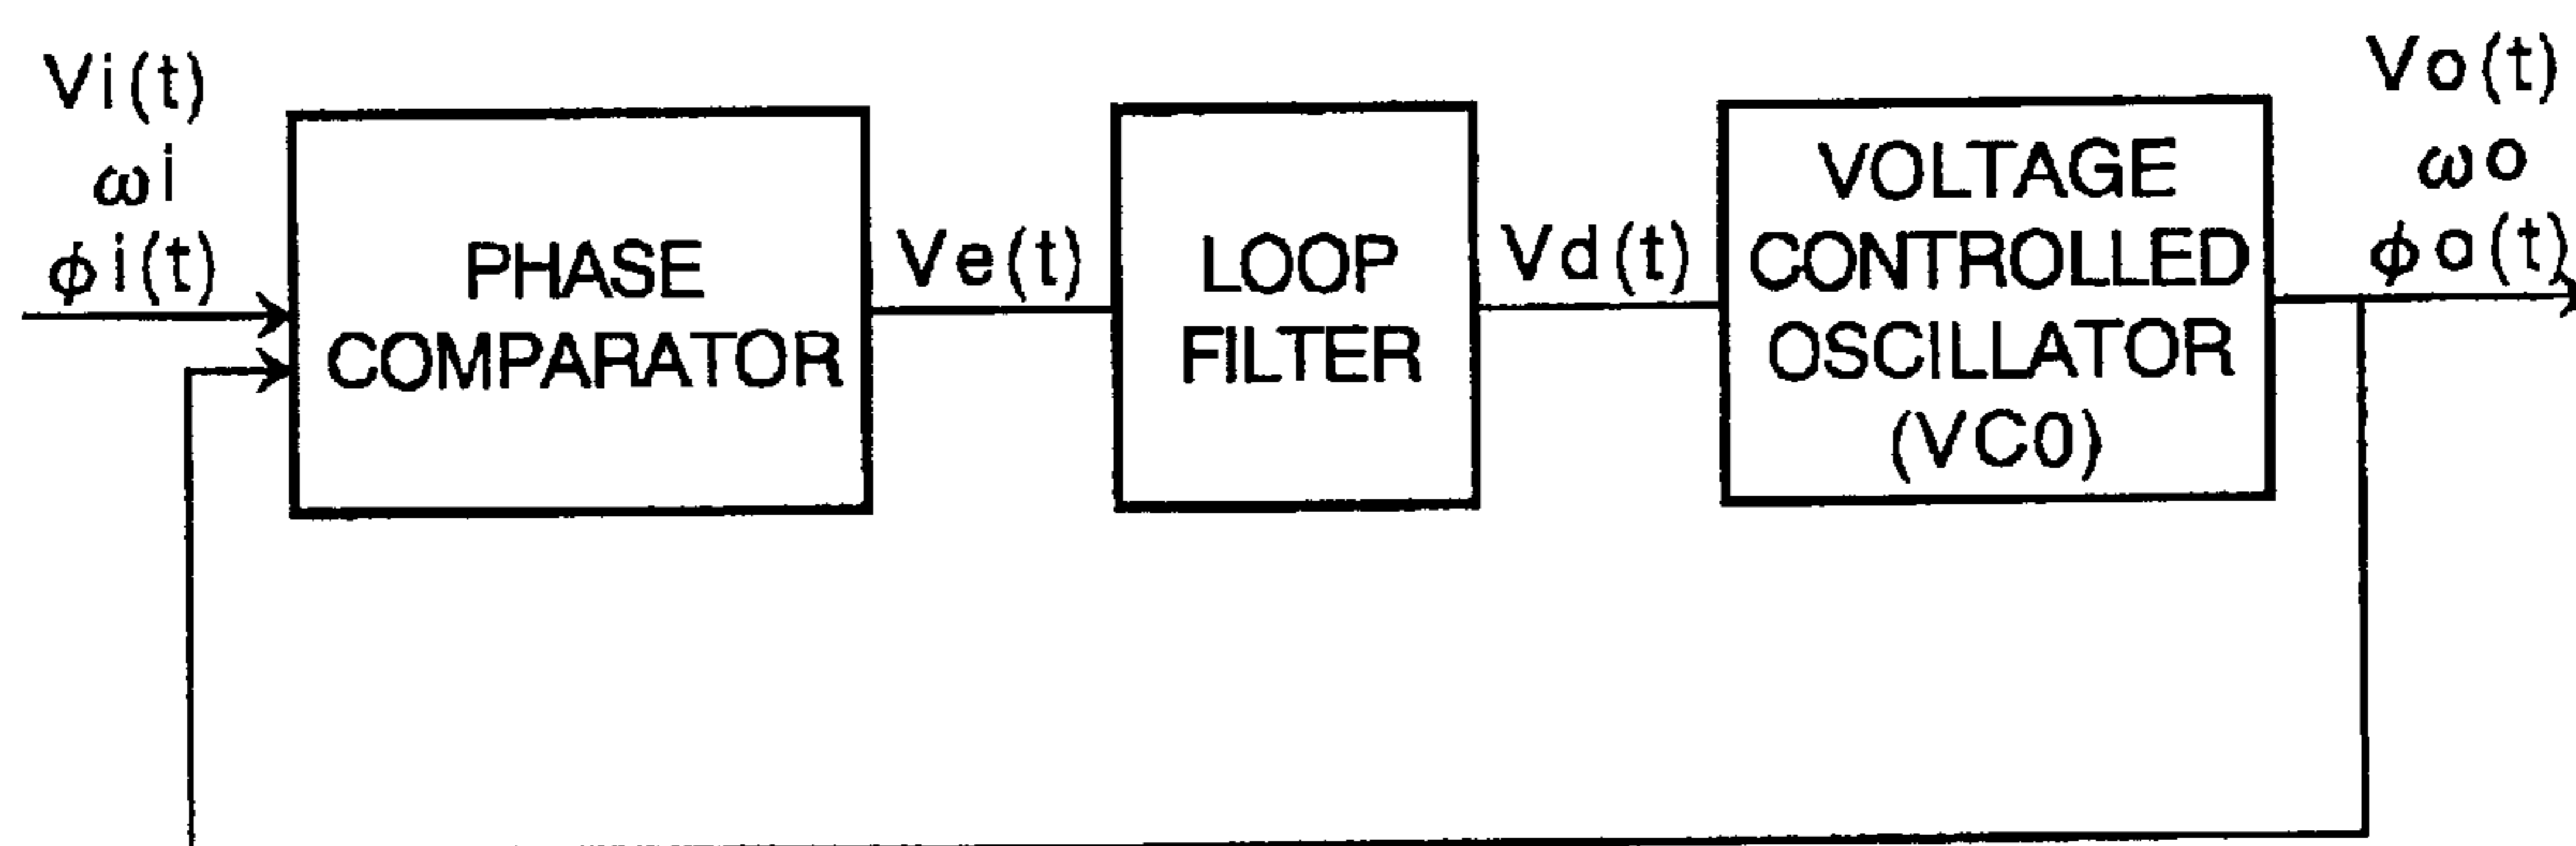 Vi(t)
ωi
ϕi(t)
PHASE
COMPARATOR
Ve(t)
LOOP
FILTER
Vd(t)
VOLTAGE
CONTROLLED
OSCILLATOR
(VC0)
Vo(t)
ωo
ϕo(t)